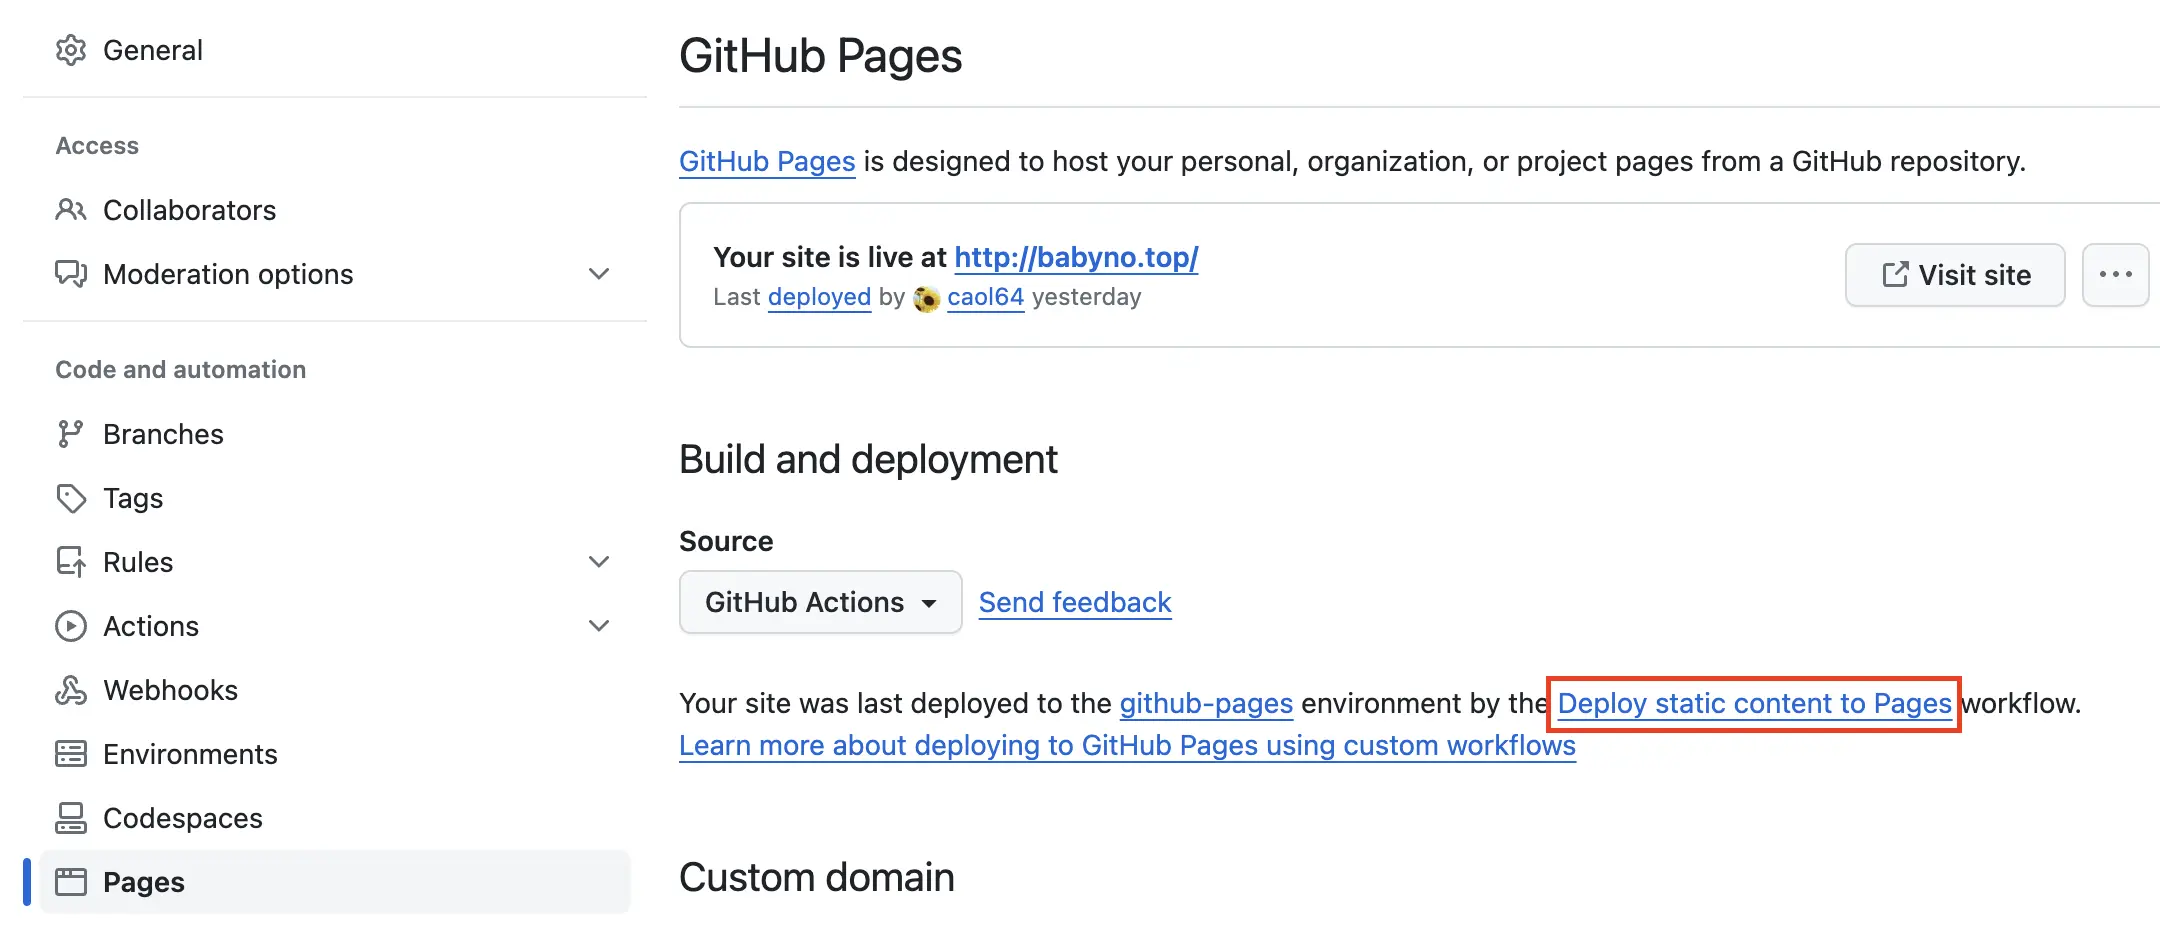 General
Access
Collaborators
Moderation options
Code and automation
Branches
Tags
Rules
Actions
Webhooks
Environments
Codespaces
Pages
GitHub Pages
GitHub Pages is designed to host your personal, organization, or project pages from a GitHub repository.
Your site is live at http://babyno.top/
Last deployed by caol64 yesterday
Visit site
Build and deployment
Source
GitHub Actions Send feedback
Your site was last deployed to the github-pages environment by the Deploy static content to Pages workflow.
Learn more about deploying to GitHub Pages using custom workflows
Custom domain